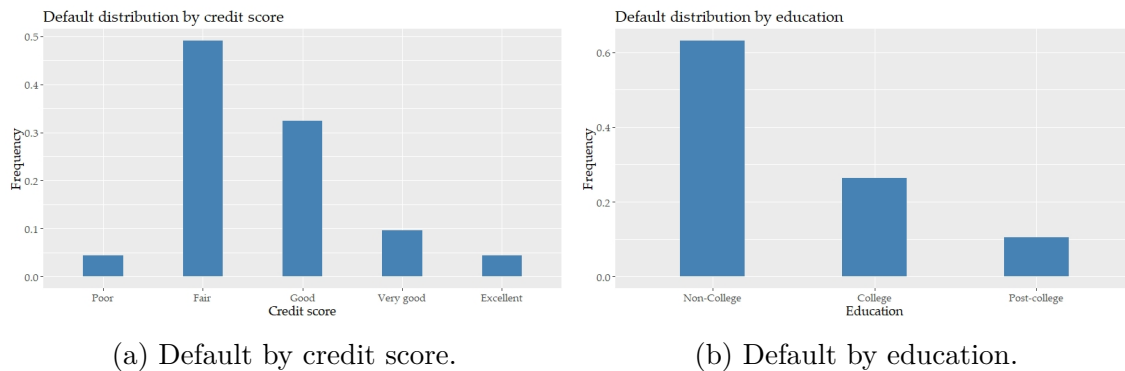 Default distribution by credit score
0.5
0.4
0.3
0.2
0.1
0.0
Frequency
Poor Fair Good Very good Excellent
Credit score
(a) Default by credit score.
Default distribution by education
0.6
0.4
0.2
0.0
Frequency
Non-College College Post-college
Education
(b) Default by education.